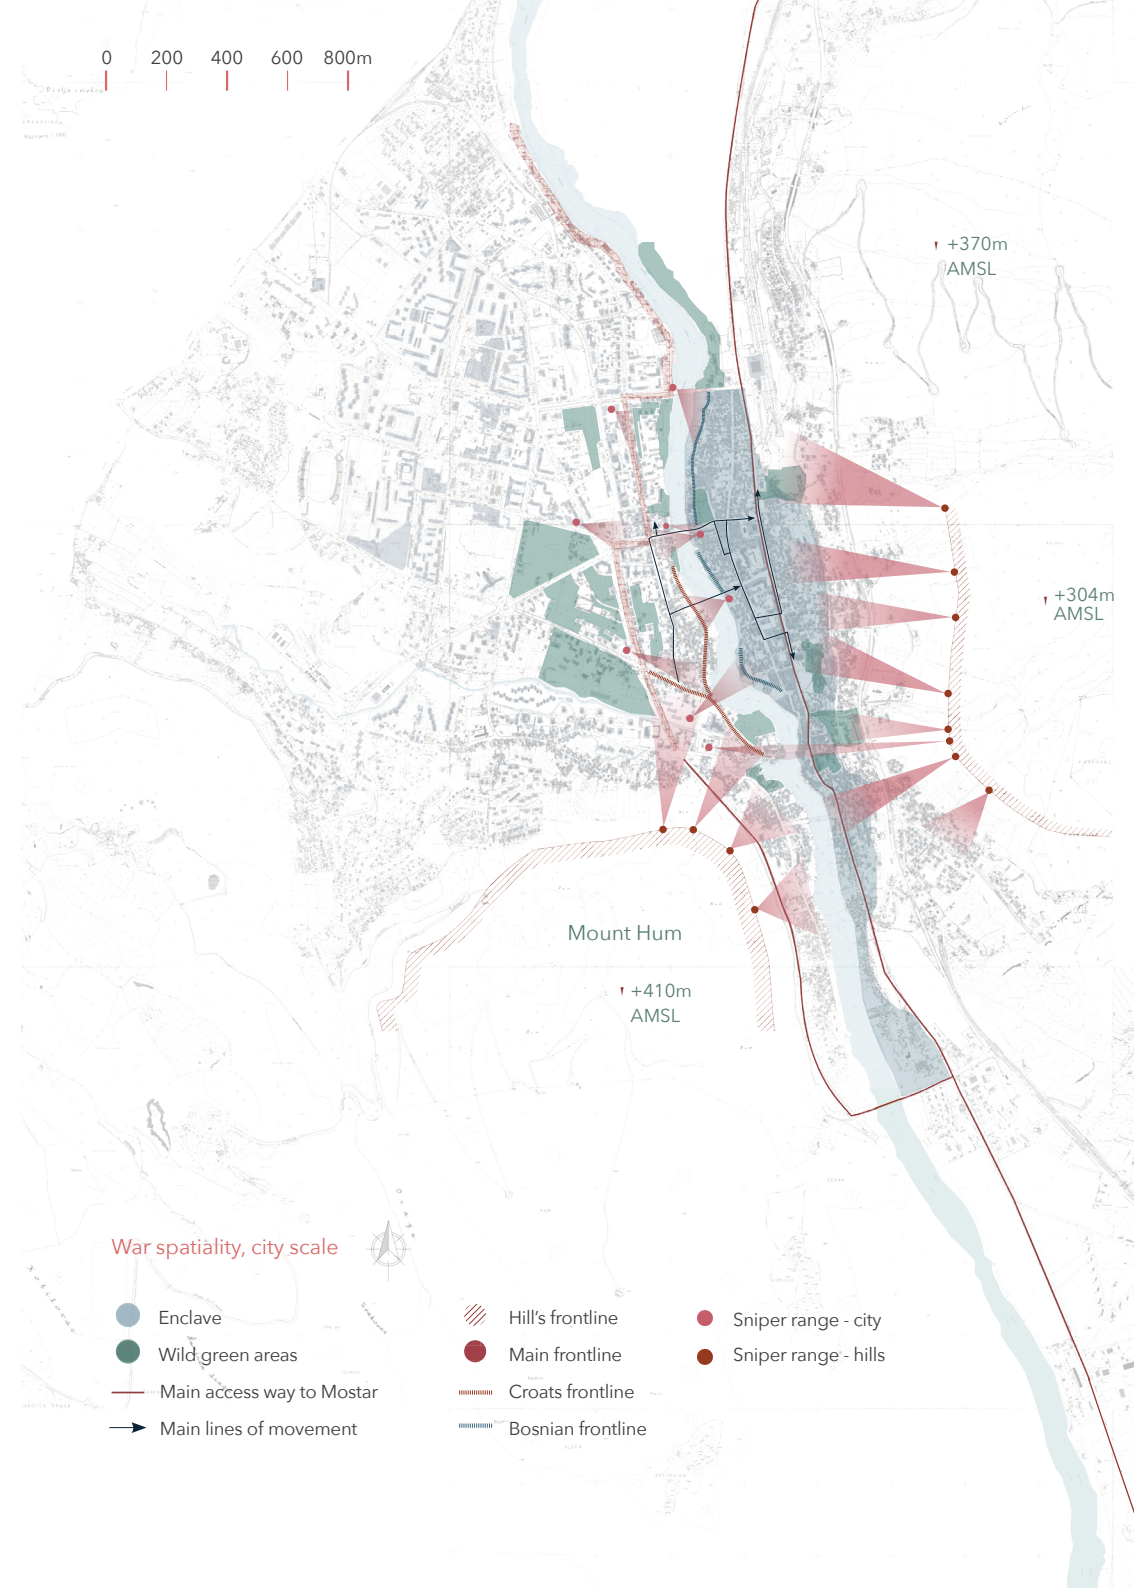 0 200 400 600 800m
+370m
AMSL
+304m
AMSL
Mount Hum
+410m
AMSL
War spatiality, city scale
Enclave
Wild green areas
Main access way to Mostar
Main lines of movement
Hill's frontline
Main frontline
Croats frontline
Bosnian frontline
Sniper range - city
Sniper range - hills